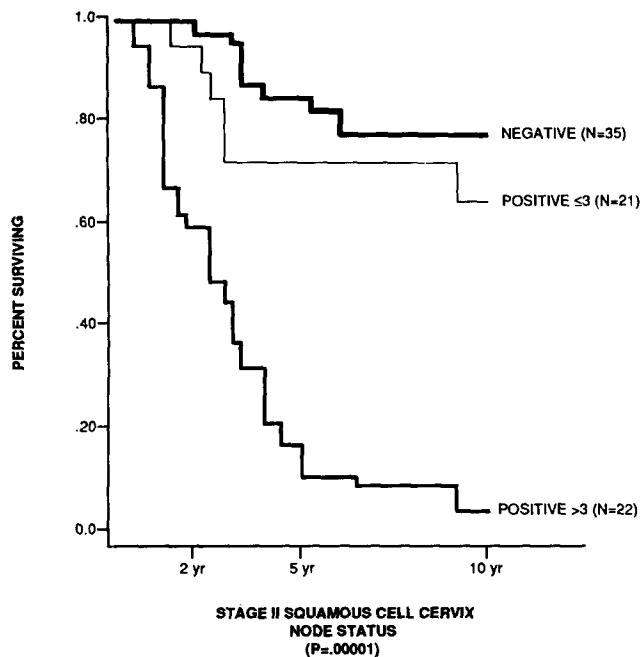 1.0
.80
.60
.40
.20
0.0
PERCENT SURVIVING
NEGATIVE (N=35)
POSITIVE ≤3 (N=21)
POSITIVE >3 (N=22)
2 yr
5 yr
10 yr
STAGE II SQUAMOUS CELL CERVIX
NODE STATUS
(P=.00001)